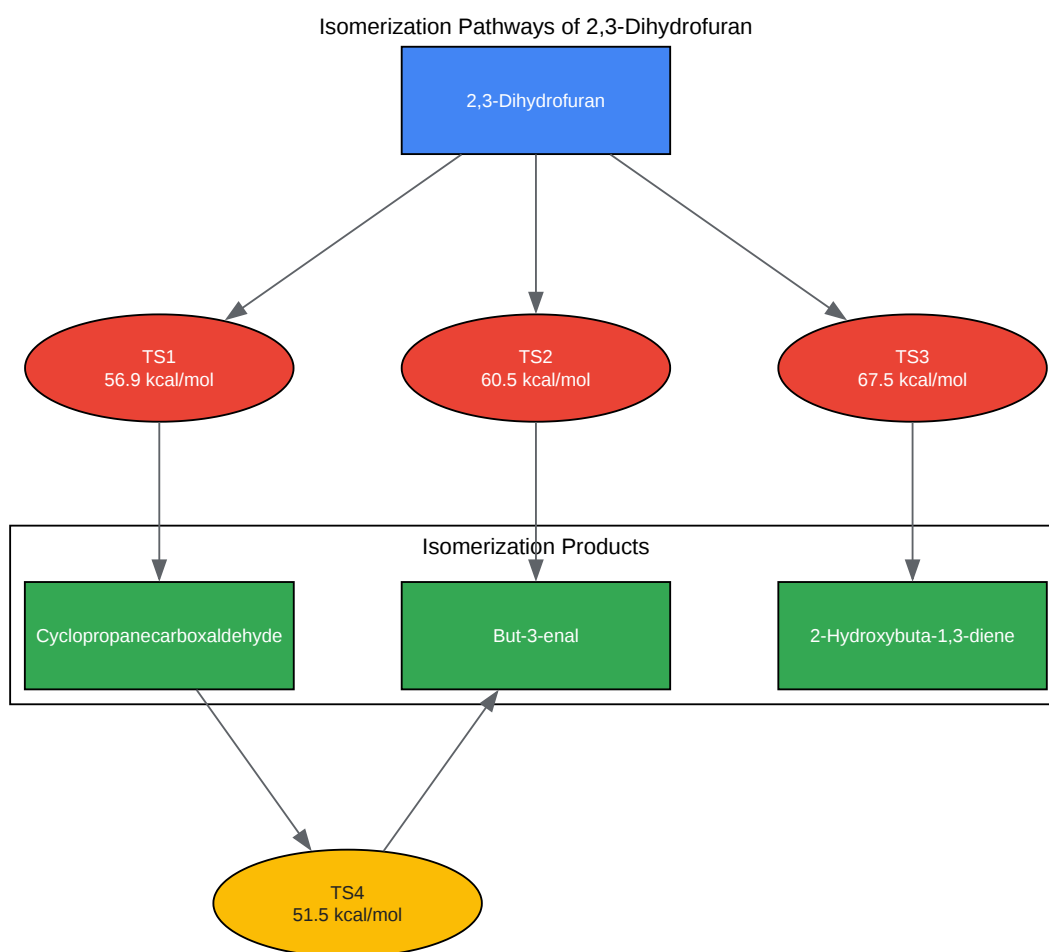 Isomerization Pathways of 2,3-Dihydrofuran
2,3-Dihydrofuran
TS1
56.9 kcal/mol
TS2
60.5 kcal/mol
TS3
67.5 kcal/mol
Isomerization Products
Cyclopropanecarboxaldehyde
But-3-enal
2-Hydroxybuta-1,3-diene
TS4
51.5 kcal/mol